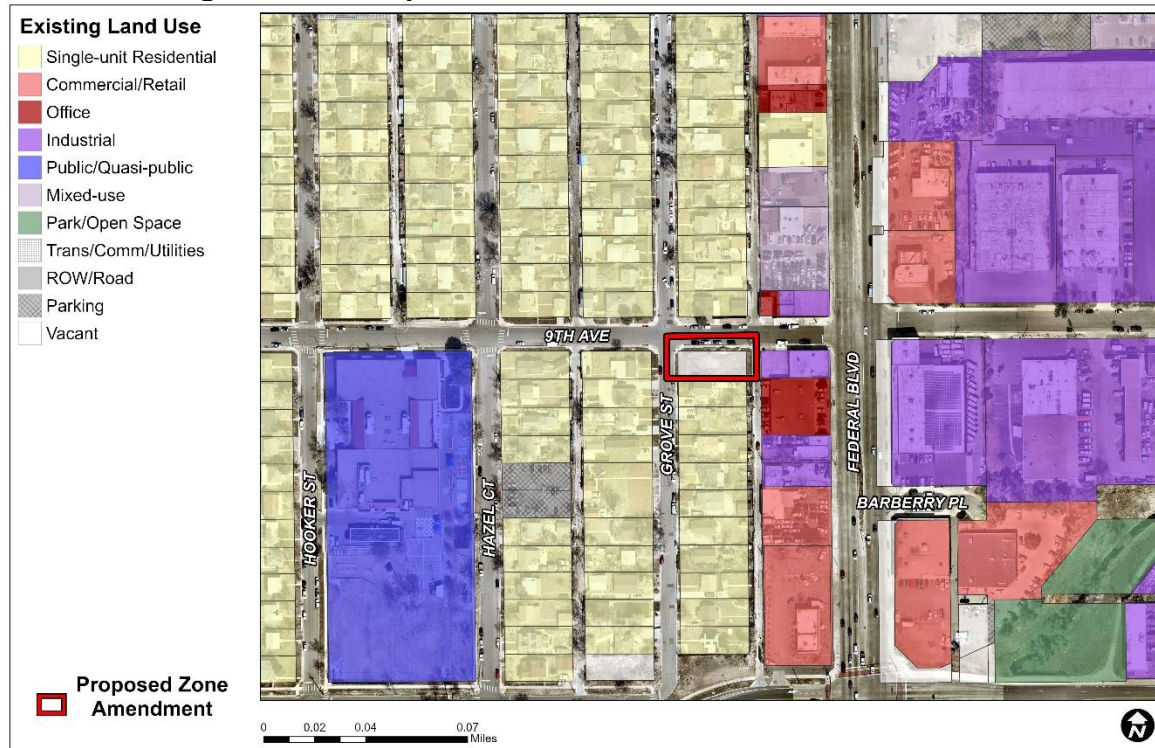 Existing Land Use
Single-unit Residential
Commercial/Retail
Office
Industrial
Public/Quasi-public
Mixed-use
Park/Open Space
Trans/Comm/Utilities
ROW/Road
Parking
Vacant
9TH AVE
GROVE ST
FEDERAL BLVD
HOOKER ST
HAZEL CT
BARBERRY PL
Proposed Zone
Amendment
0 0.02 0.04 0.07
Miles
N